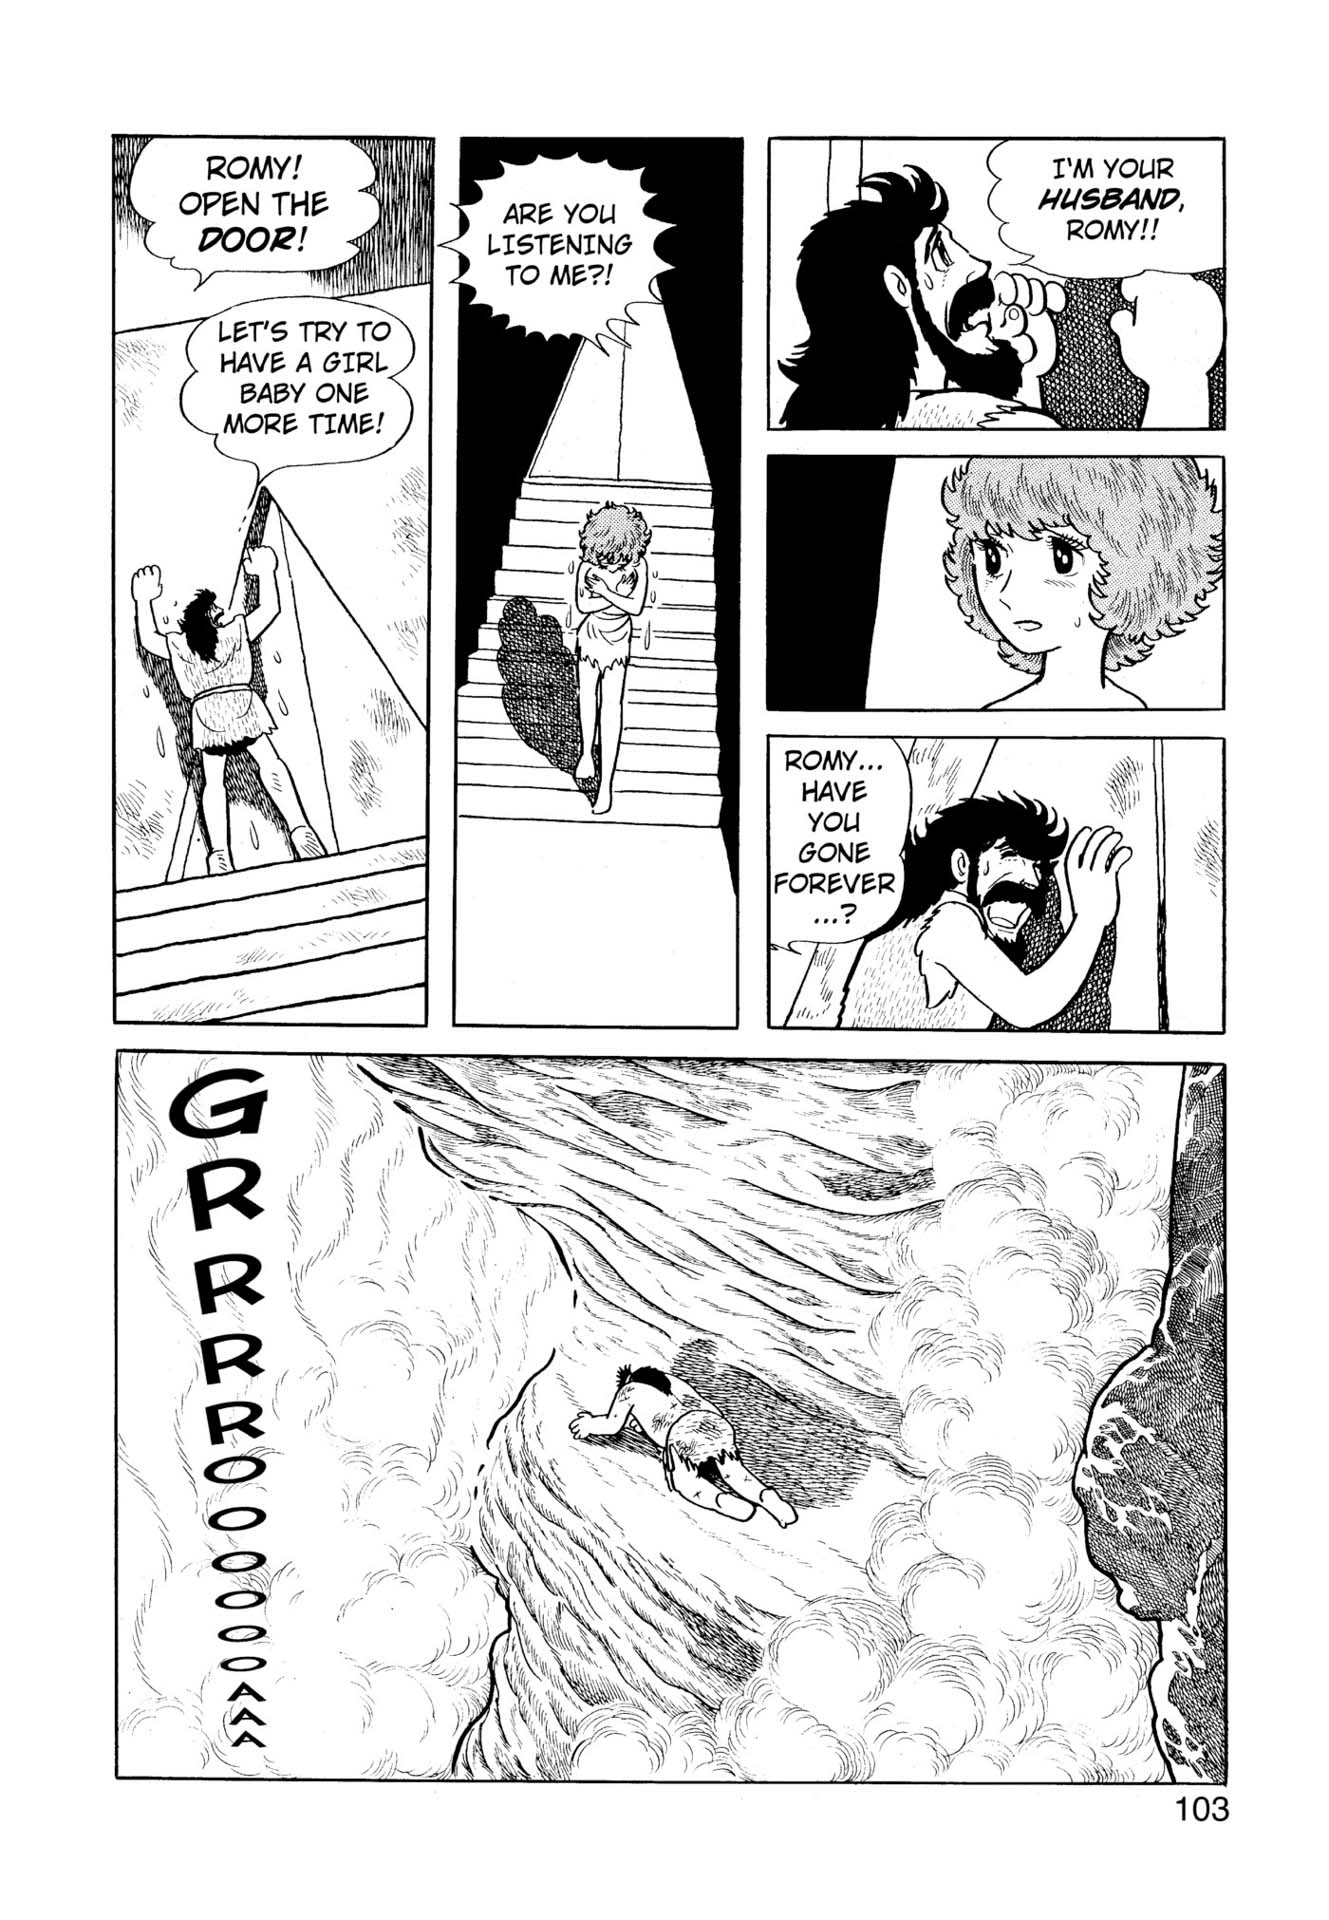 ROMY!
OPEN THE
DOOR!
LET'S TRY TO
HAVE A GIRL
BABY ONE
MORE TIME!
ARE YOU
LISTENING
TO ME?!
I'M YOUR
HUSBAND,
ROMY!!
ROMY...
HAVE
YOU
GONE
FOREVER
...?
GRRRROOOOOOAAA
103